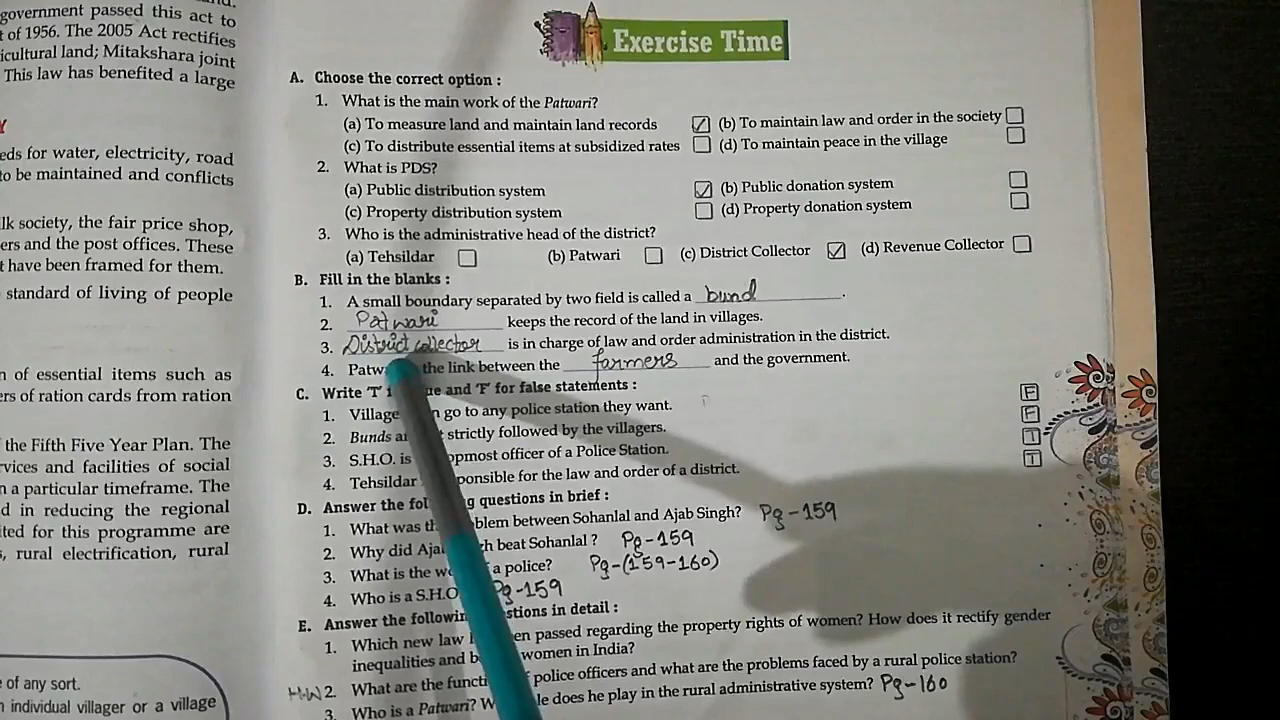 government passed this act to
of 1956. The 2005 Act rectifies
icultural land; Mitakshara joint
This law has benefited a large
eds for water, electricity, road
to be maintained and conflicts
lk society, the fair price shop,
ers and the post offices. These
have been framed for them.
standard of living of people
n of essential items such as
ers of ration cards from ration
the Fifth Five Year Plan. The
rvices and facilities of social
n a particular timeframe. The
d in reducing the regional
ted for this programme are
, rural electrification, rural
e of any sort.
n individual villager or a village
Exercise Time
A. Choose the correct option :
1. What is the main work of the Patwari?
(a) To measure land and maintain land records ☑ (b) To maintain law and order in the society ☐
(c) To distribute essential items at subsidized rates ☐ (d) To maintain peace in the village ☐
2. What is PDS?
(a) Public distribution system ☑ (b) Public donation system ☐
(c) Property distribution system ☐ (d) Property donation system ☐
3. Who is the administrative head of the district?
(a) Tehsildar ☐ (b) Patwari ☐ (c) District Collector ☑ (d) Revenue Collector ☐
B. Fill in the blanks :
1. A small boundary separated by two field is called a bund.
2. Patwari keeps the record of the land in villages.
3. District collector is in charge of law and order administration in the district.
4. Patw the link between the farmers and the government.
C. Write 'T' f ue and 'F' for false statements :
1. Village n go to any police station they want. F
2. Bunds a strictly followed by the villagers. F
3. S.H.O. is opmost officer of a Police Station. T
4. Tehsildar ponsible for the law and order of a district. T
D. Answer the fol g questions in brief :
1. What was th blem between Sohanlal and Ajab Singh? Pg-159
2. Why did Aja gh beat Sohanlal ? Pg-159
3. What is the wo a police? Pg-(159-160)
4. Who is a S.H.O Pg-159
E. Answer the followin stions in detail :
1. Which new law en passed regarding the property rights of women? How does it rectify gender
inequalities and b women in India?
H.W 2. What are the functi police officers and what are the problems faced by a rural police station?
3. Who is a Patwari? W le does he play in the rural administrative system? Pg-160